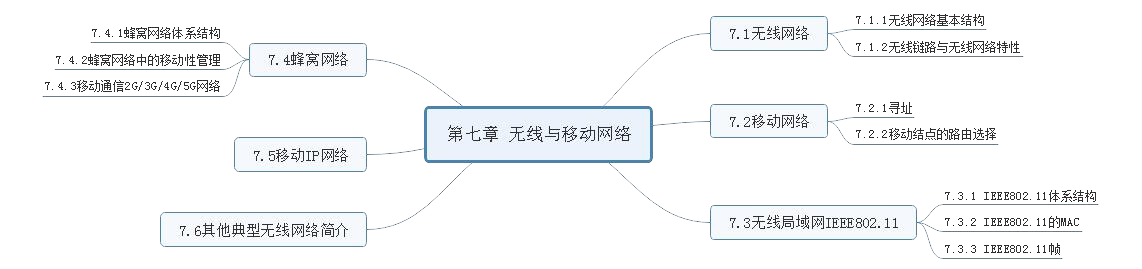 第七章 无线与移动网络
7.1无线网络
7.1.1无线网络基本结构
7.1.2无线链路与无线网络特性
7.2移动网络
7.2.1寻址
7.2.2移动结点的路由选择
7.3无线局域网IEEE802.11
7.3.1 IEEE802.11体系结构
7.3.2 IEEE802.11的MAC
7.3.3 IEEE802.11帧
7.4蜂窝网络
7.4.1蜂窝网络体系结构
7.4.2蜂窝网络中的移动性管理
7.4.3移动通信2G/3G/4G/5G网络
7.5移动IP网络
7.6其他典型无线网络简介